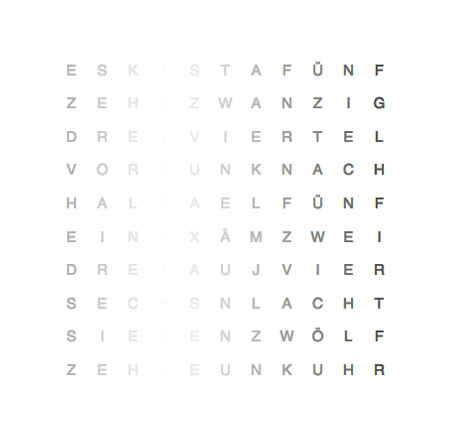 E S K I S T A F Ü N F
Z E H N Z W A N Z I G
D R E I V I E R T E L
V O R F U N K N A C H
H A L B A E L F Ü N F
E I N S X Ä M Z W E I
D R E I A U J V I E R
S E C H S N L A C H T
S I E B E N Z W Ö L F
Z E H N E U N K U H R